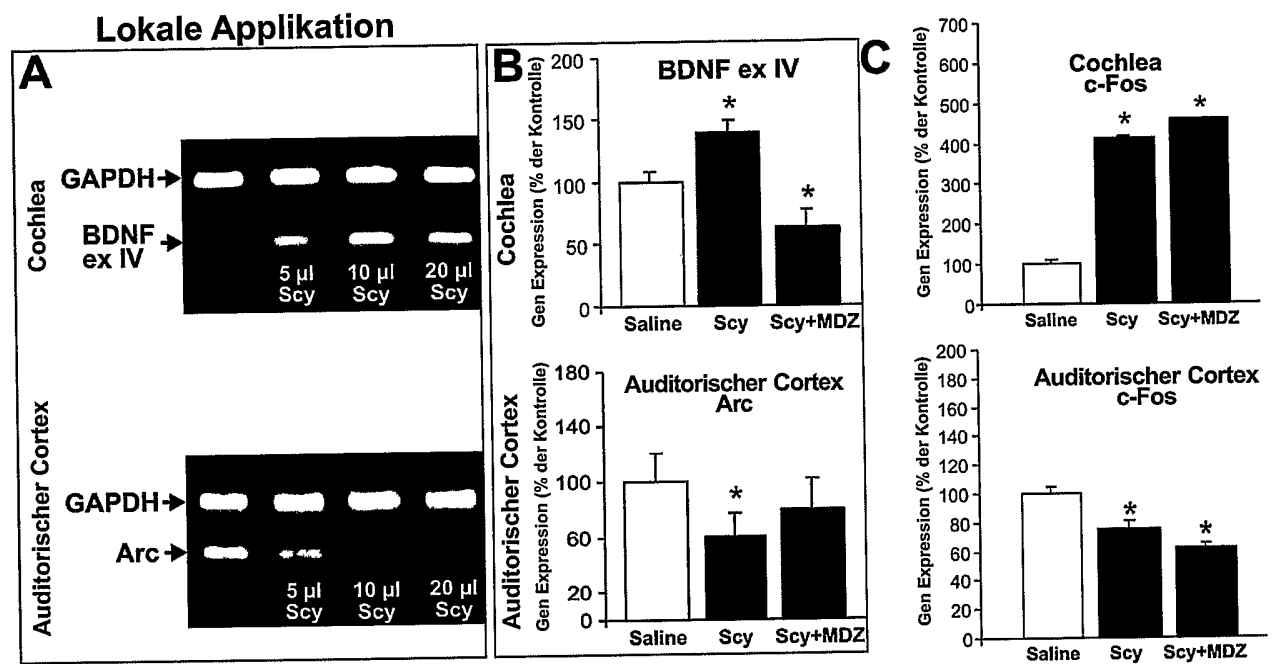 Lokale Applikation
A
Cochlea
GAPDH
BDNF
ex IV
5 µl
Scy
10 µl
Scy
20 µl
Scy
Auditorischer Cortex
GAPDH
Arc
5 µl
Scy
10 µl
Scy
20 µl
Scy
B
Cochlea
Gen Expression (% der Kontrolle)
BDNF ex IV
200
150
100
50
0
*
*
Saline Scy Scy+MDZ
Auditorischer Cortex
Gen Expression (% der Kontrolle)
Auditorischer Cortex
Arc
180
140
100
60
20
0
*
Saline Scy Scy+MDZ
C
Gen Expression (% der Kontrolle)
Cochlea
c-Fos
700
600
500
450
400
300
200
100
0
*
*
Saline Scy Scy+MDZ
Gen Expression (% der Kontrolle)
Auditorischer Cortex
c-Fos
200
180
160
140
120
100
80
60
40
20
0
*
*
Saline Scy Scy+MDZ